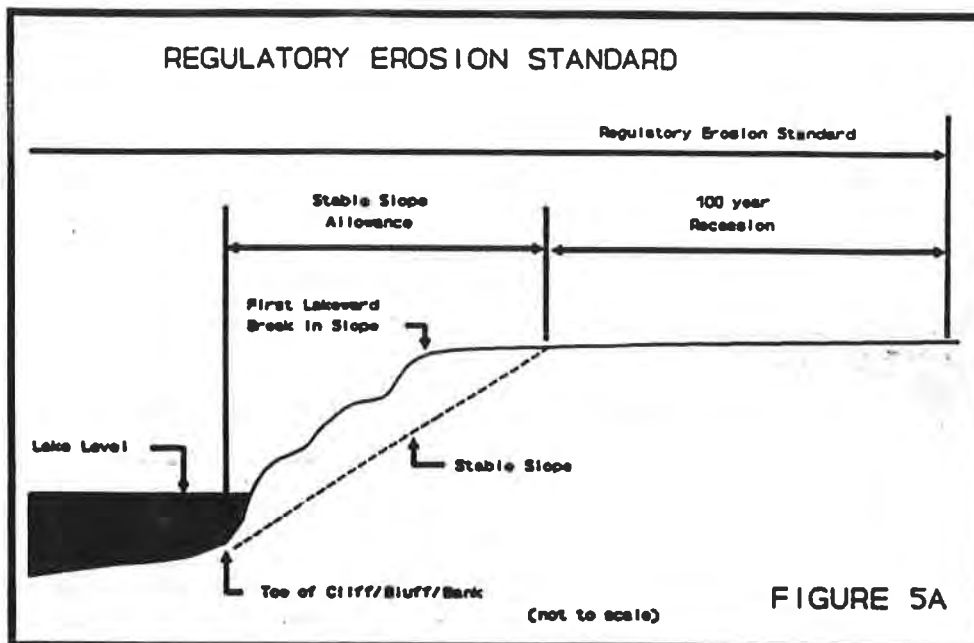 REGULATORY EROSION STANDARD
Regulatory Erosion Standard
Stable Slope
Allowance
100 year
Recession
First Lakeward
Break in Slope
Lake Level
Stable Slope
Toe of Cliff/Bluff/Bank
(not to scale)
FIGURE 5A